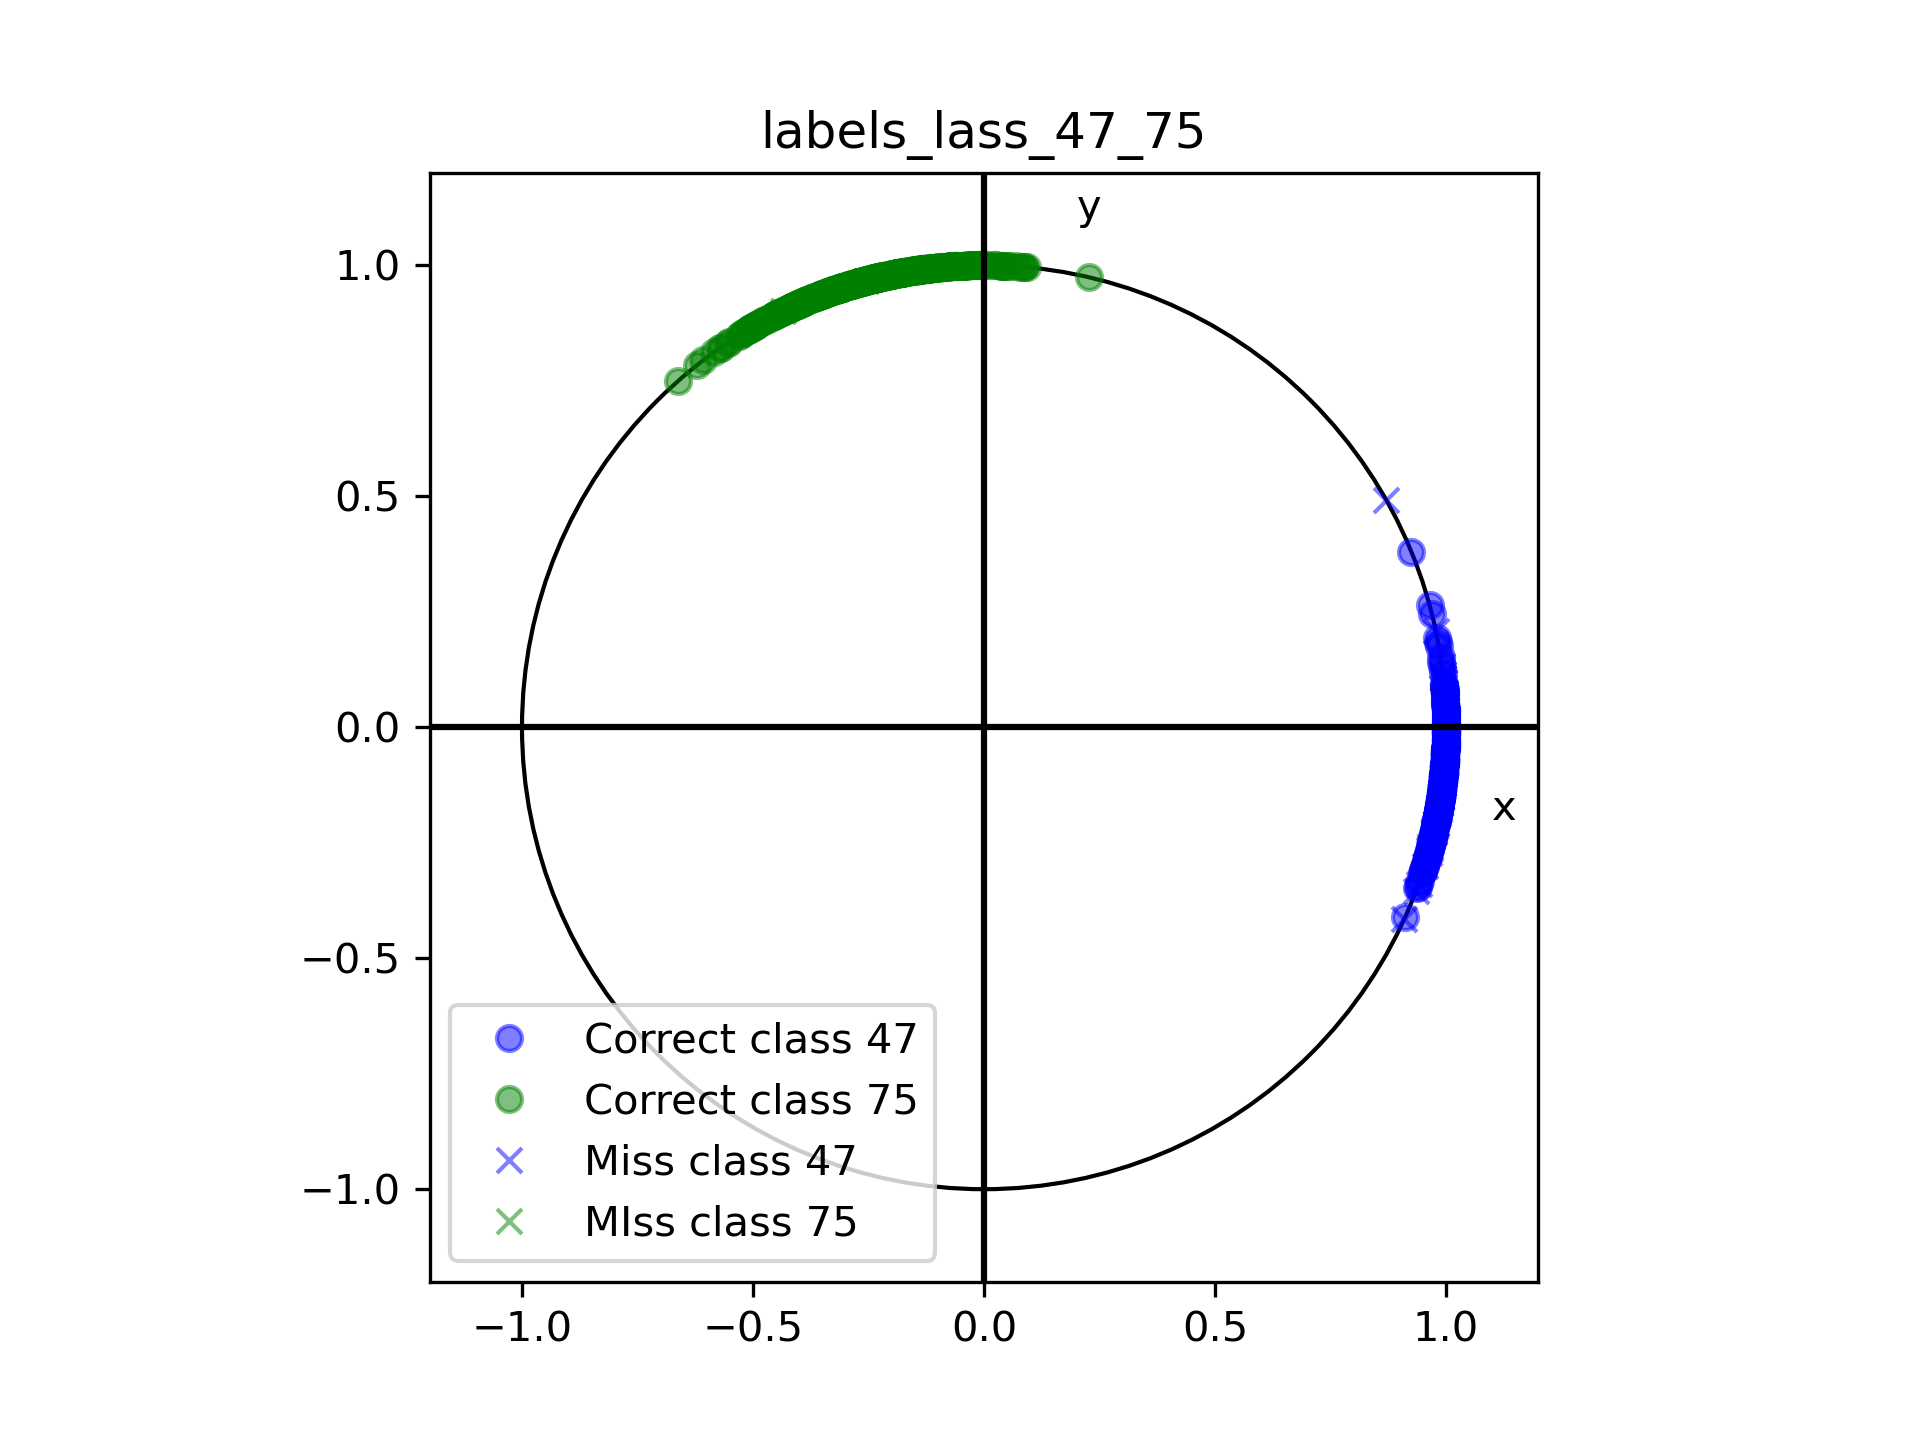 labels_lass_47_75
y
1.0
0.5
0.0
x
−0.5
−1.0
Correct class 47
Correct class 75
Miss class 47
MIss class 75
−1.0 −0.5 0.0 0.5 1.0